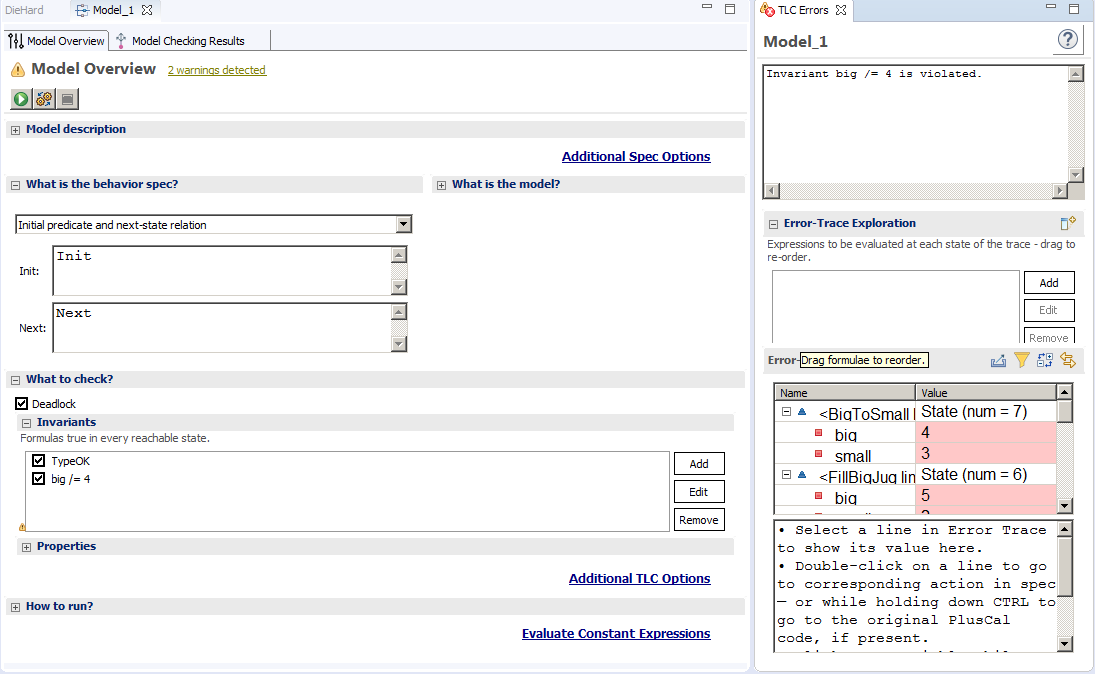 DieHard
Model_1
Model Overview
Model Checking Results
Model Overview
2 warnings detected
Model description
Additional Spec Options
What is the behavior spec?
What is the model?
Initial predicate and next-state relation
Init:
Init
Next:
Next
What to check?
Deadlock
Invariants
Formulas true in every reachable state.
TypeOK
big /= 4
Add
Edit
Remove
Properties
Additional TLC Options
How to run?
Evaluate Constant Expressions
TLC Errors
Model_1
Invariant big /= 4 is violated.
Error-Trace Exploration
Expressions to be evaluated at each state of the trace - drag to
re-order.
Add
Edit
Remove
Error-
Drag formulae to reorder.
Name Value
<BigToSmall State (num = 7)
big 4
small 3
<FillBigJug lin State (num = 6)
big 5
• Select a line in Error Trace
to show its value here.
• Double-click on a line to go
to corresponding action in spec
— or while holding down CTRL to
go to the original PlusCal
code, if present.